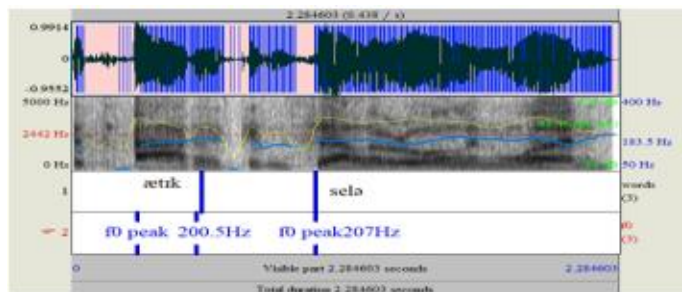 2.284603 (0.438 / s)
0.9914
0
-0.9552
5000 Hz
2442 Hz
0 Hz
400 Hz
183.5 Hz
50 Hz
1
ætɪk
selə
words
(3)
2
f0 peak 200.5Hz
f0 peak207Hz
f0
(3)
0
Visible part 2.284603 seconds
2.284603
Total duration 2.284603 seconds